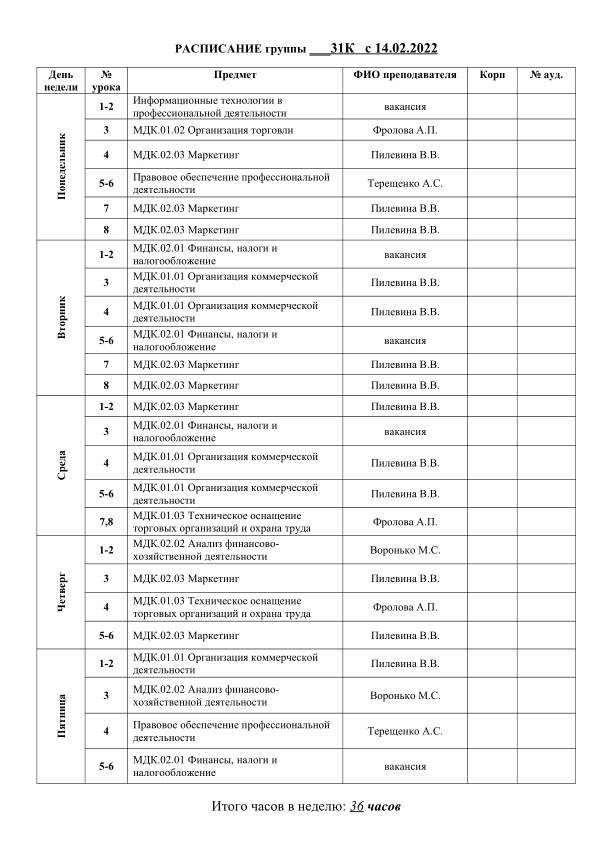 РАСПИСАНИЕ группы ___31К с 14.02.2022
День недели № урока Предмет ФИО преподавателя Корп № ауд.
Понедельник
1-2 Информационные технологии в профессиональной деятельности вакансия
3 МДК.01.02 Организация торговли Фролова А.П.
4 МДК.02.03 Маркетинг Пилевина В.В.
5-6 Правовое обеспечение профессиональной деятельности Терещенко А.С.
7 МДК.02.03 Маркетинг Пилевина В.В.
8 МДК.02.03 Маркетинг Пилевина В.В.
Вторник
1-2 МДК.02.01 Финансы, налоги и налогообложение вакансия
3 МДК.01.01 Организация коммерческой деятельности Пилевина В.В.
4 МДК.01.01 Организация коммерческой деятельности Пилевина В.В.
5-6 МДК.02.01 Финансы, налоги и налогообложение вакансия
7 МДК.02.03 Маркетинг Пилевина В.В.
8 МДК.02.03 Маркетинг Пилевина В.В.
Среда
1-2 МДК.02.03 Маркетинг Пилевина В.В.
3 МДК.02.01 Финансы, налоги и налогообложение вакансия
4 МДК.01.01 Организация коммерческой деятельности Пилевина В.В.
5-6 МДК.01.01 Организация коммерческой деятельности Пилевина В.В.
7,8 МДК.01.03 Техническое оснащение торговых организаций и охрана труда Фролова А.П.
Четверг
1-2 МДК.02.02 Анализ финансово-хозяйственной деятельности Воронько М.С.
3 МДК.02.03 Маркетинг Пилевина В.В.
4 МДК.01.03 Техническое оснащение торговых организаций и охрана труда Фролова А.П.
5-6 МДК.02.03 Маркетинг Пилевина В.В.
Пятница
1-2 МДК.01.01 Организация коммерческой деятельности Пилевина В.В.
3 МДК.02.02 Анализ финансово-хозяйственной деятельности Воронько М.С.
4 Правовое обеспечение профессиональной деятельности Терещенко А.С.
5-6 МДК.02.01 Финансы, налоги и налогообложение вакансия
Итого часов в неделю: 36 часов